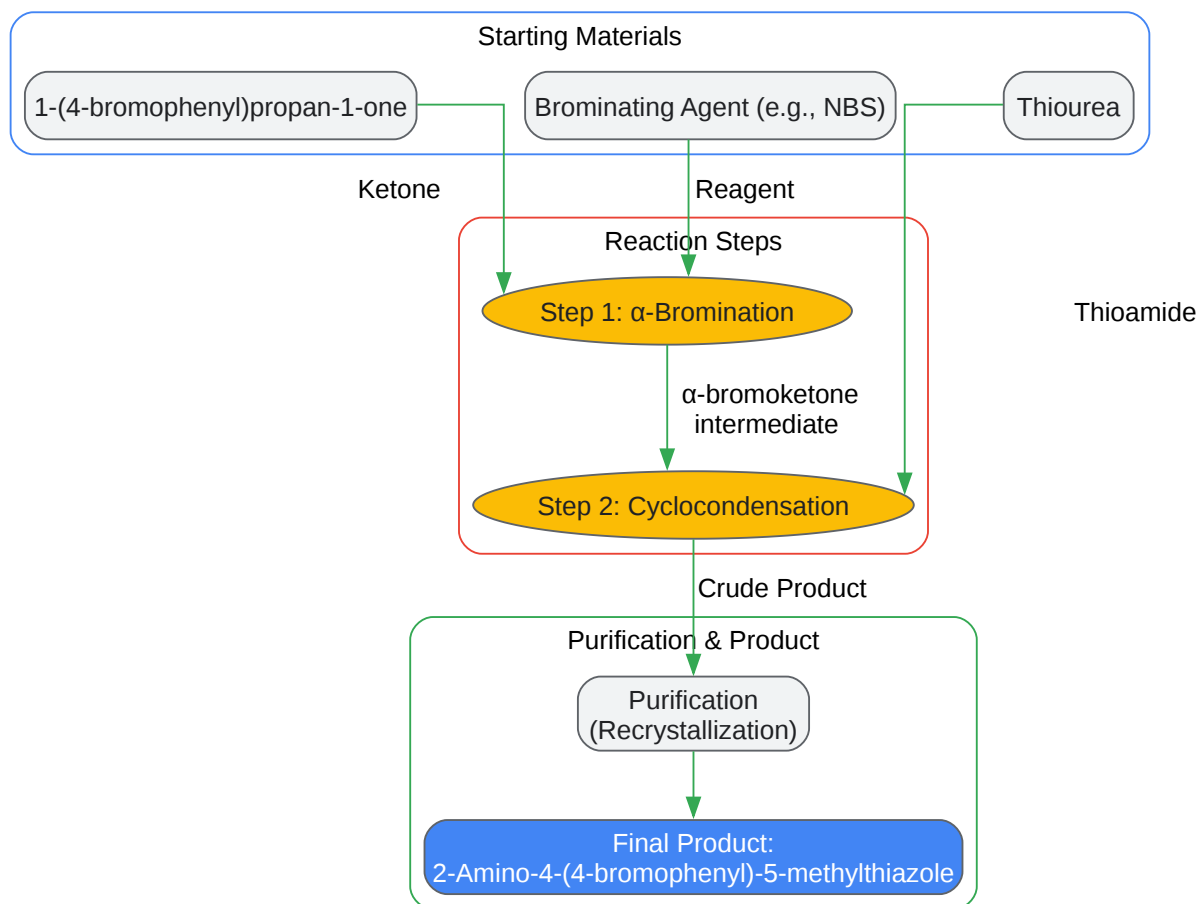 Starting Materials
1-(4-bromophenyl)propan-1-one
Brominating Agent (e.g., NBS)
Thiourea
Ketone
Reagent
Reaction Steps
Step 1: α-Bromination
Thioamide
α-bromoketone
intermediate
Step 2: Cyclocondensation
Crude Product
Purification & Product
Purification
(Recrystallization)
Final Product:
2-Amino-4-(4-bromophenyl)-5-methylthiazole